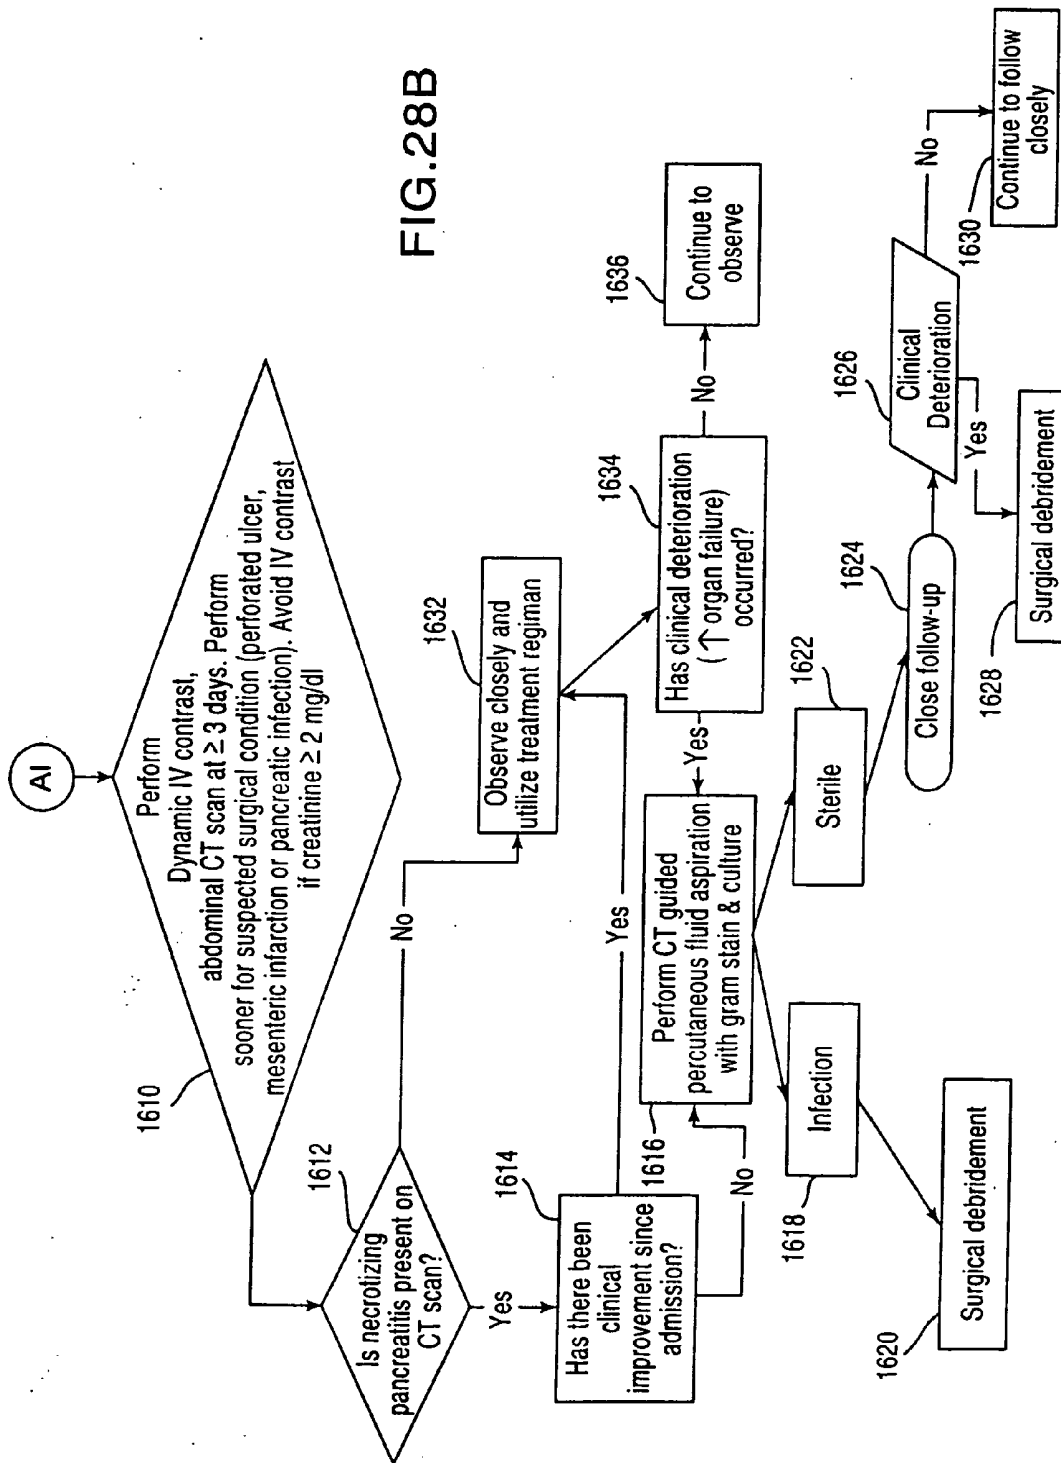 FIG.28B
AI
Perform
Dynamic IV contrast,
abdominal CT scan at ≥ 3 days. Perform
sooner for suspected surgical condition (perforated ulcer,
mesenteric infarction or pancreatic infection). Avoid IV contrast
if creatinine ≥ 2 mg/dl
1610
Is necrotizing
pancreatitis present on
CT scan?
1612
No
Yes
Has there been
clinical
improvement since
admission?
1614
Yes
No
Observe closely and
utilize treatment regiman
1632
Has clinical deterioration
(↑ organ failure)
occurred?
1634
Yes
No
Continue to
observe
1636
Perform CT guided
percutaneous fluid aspiration
with gram stain & culture
1616
Infection
1618
Surgical debridement
1620
Sterile
1622
Close follow-up
1624
Clinical
Deterioration
1626
Yes
No
Surgical debridement
1628
Continue to follow
closely
1630